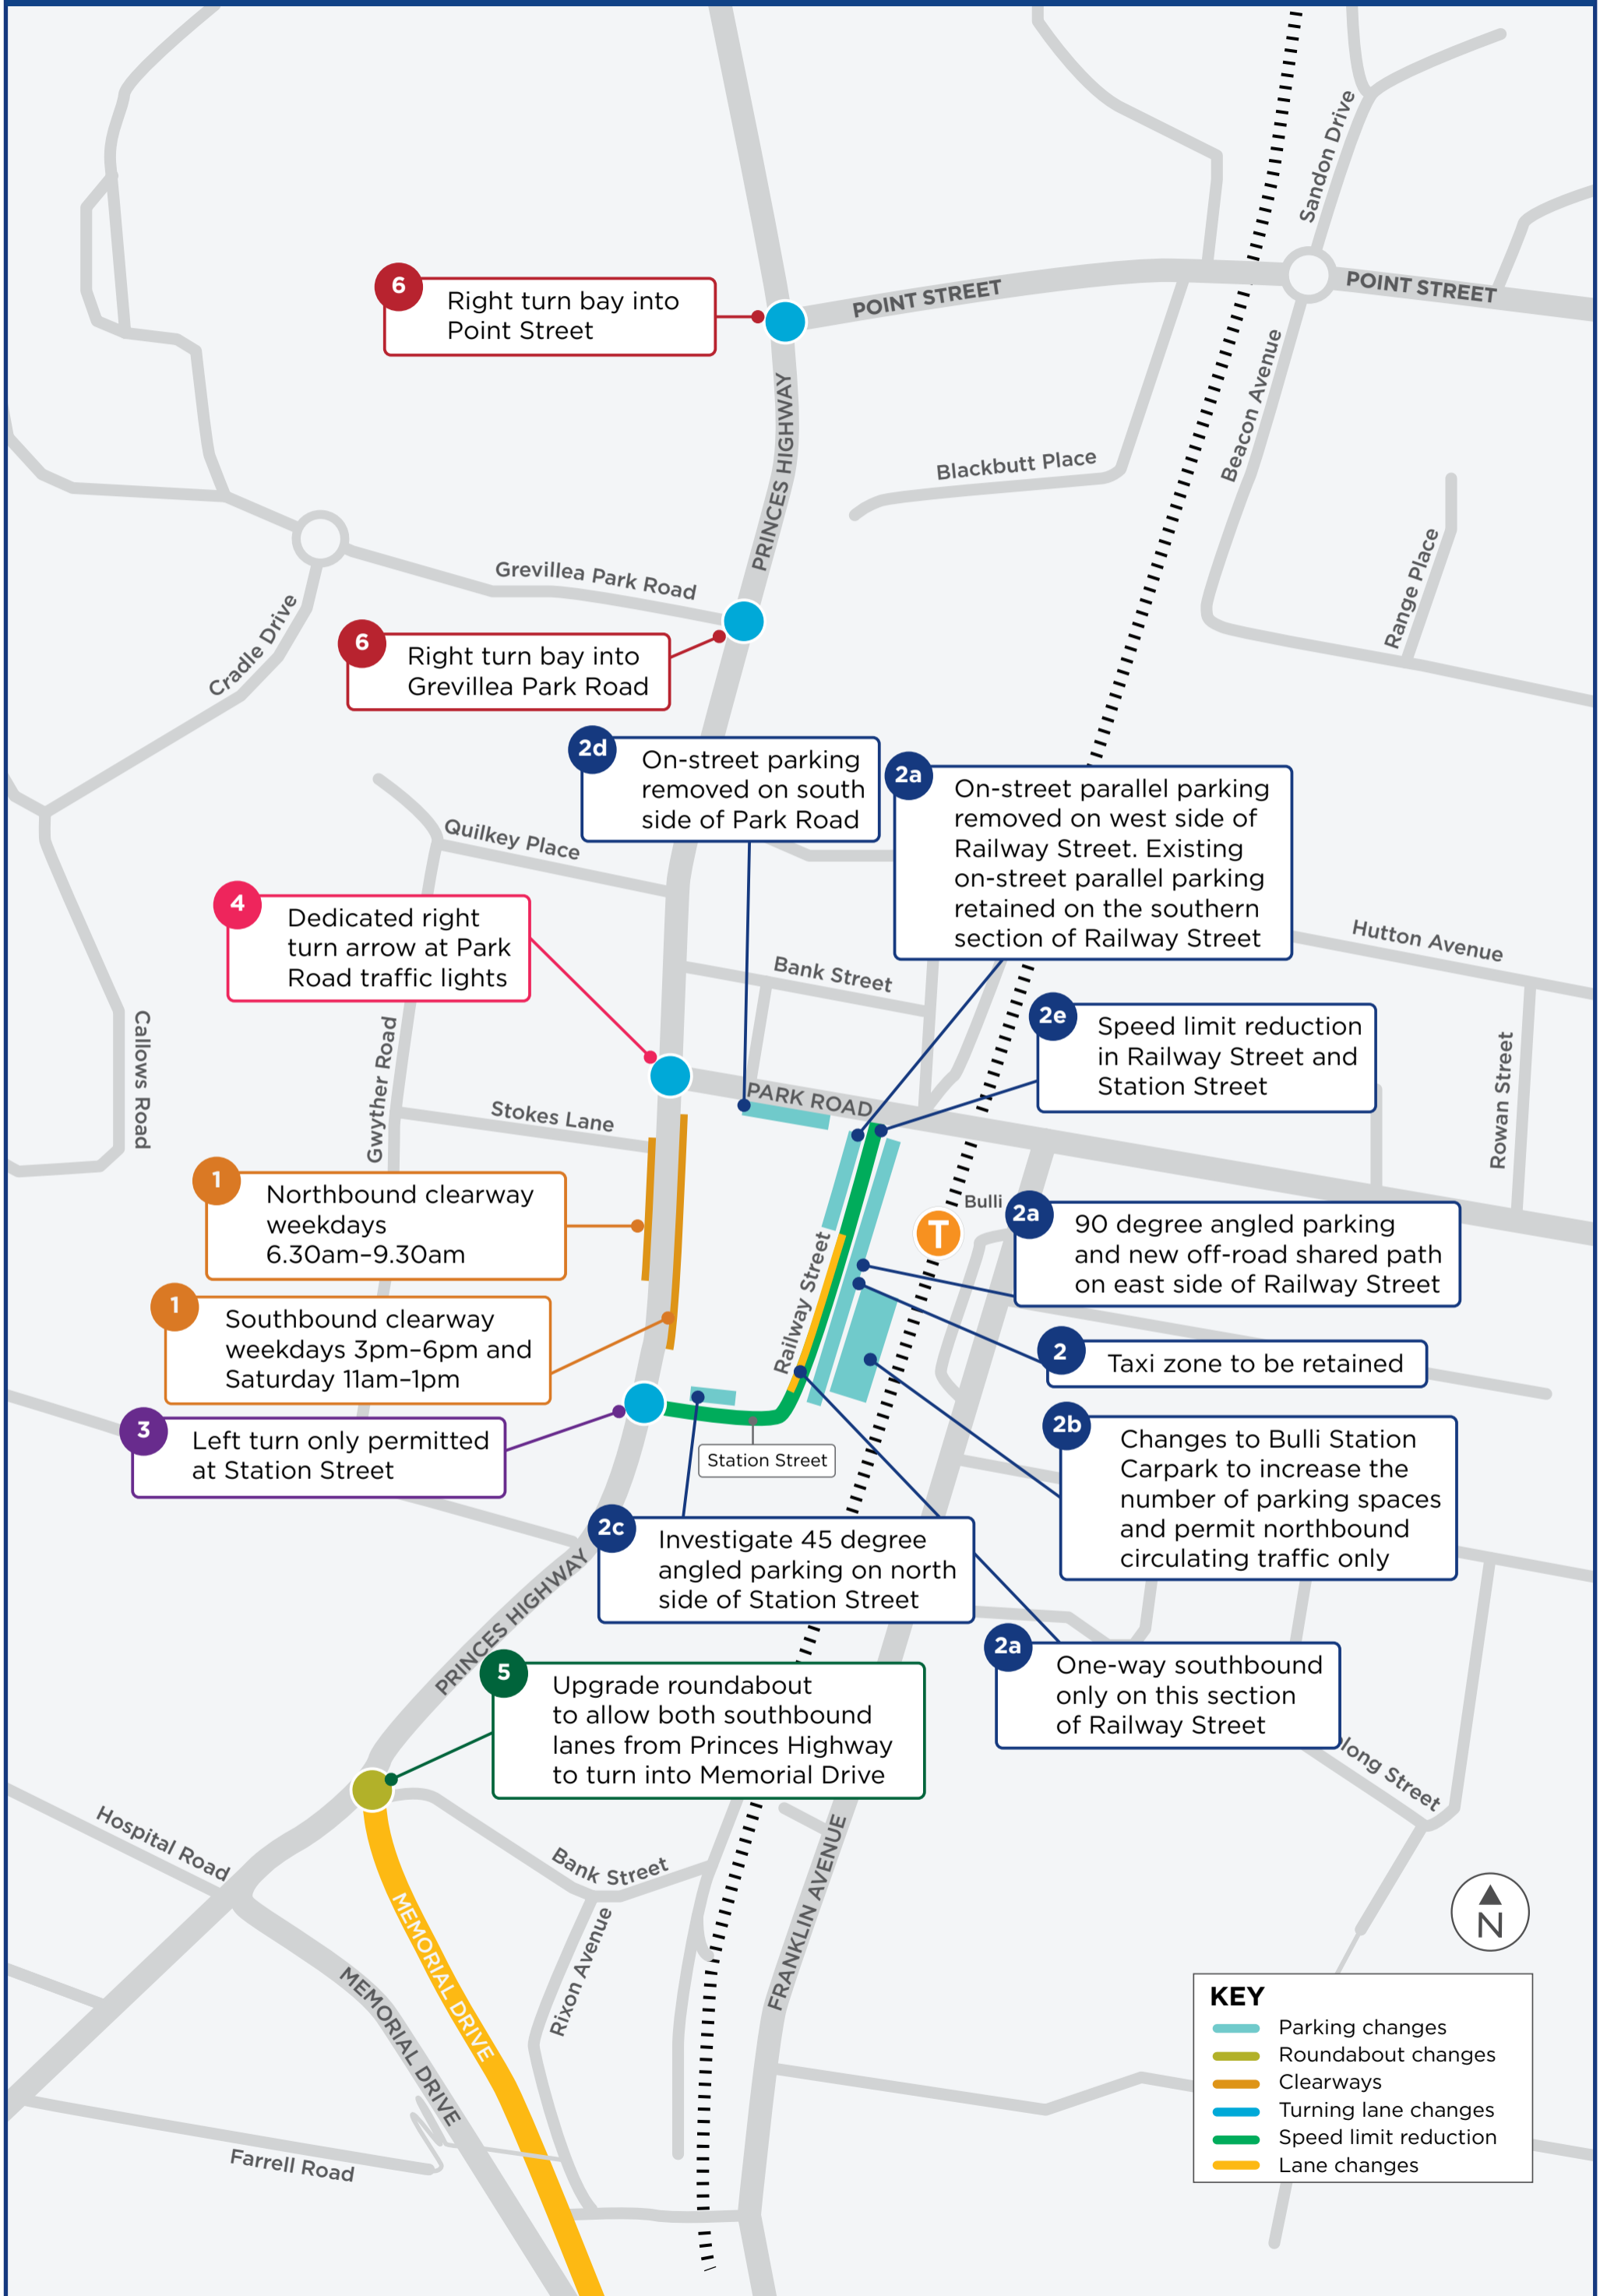 Sandon Drive
POINT STREET
POINT STREET
6
Right turn bay into
Point Street
PRINCES HIGHWAY
Beacon Avenue
Blackbutt Place
Range Place
Grevillea Park Road
Cradle Drive
6
Right turn bay into
Grevillea Park Road
2d
On-street parking
removed on south
side of Park Road
2a
On-street parallel parking
removed on west side of
Railway Street. Existing
on-street parallel parking
retained on the southern
section of Railway Street
Quilkey Place
4
Dedicated right
turn arrow at Park
Road traffic lights
Hutton Avenue
Bank Street
2e
Speed limit reduction
in Railway Street and
Station Street
Callows Road
Gwyther Road
Rowan Street
PARK ROAD
Stokes Lane
1
Northbound clearway
weekdays
6.30am–9.30am
T
Bulli
2a
90 degree angled parking
and new off-road shared path
on east side of Railway Street
Railway Street
1
Southbound clearway
weekdays 3pm–6pm and
Saturday 11am–1pm
2
Taxi zone to be retained
3
Left turn only permitted
at Station Street
Station Street
2b
Changes to Bulli Station
Carpark to increase the
number of parking spaces
and permit northbound
circulating traffic only
2c
Investigate 45 degree
angled parking on north
side of Station Street
PRINCES HIGHWAY
2a
One-way southbound
only on this section
of Railway Street
5
Upgrade roundabout
to allow both southbound
lanes from Princes Highway
to turn into Memorial Drive
long Street
Hospital Road
Bank Street
FRANKLIN AVENUE
MEMORIAL DRIVE
Rixon Avenue
MEMORIAL DRIVE
N
Farrell Road
KEY
Parking changes
Roundabout changes
Clearways
Turning lane changes
Speed limit reduction
Lane changes